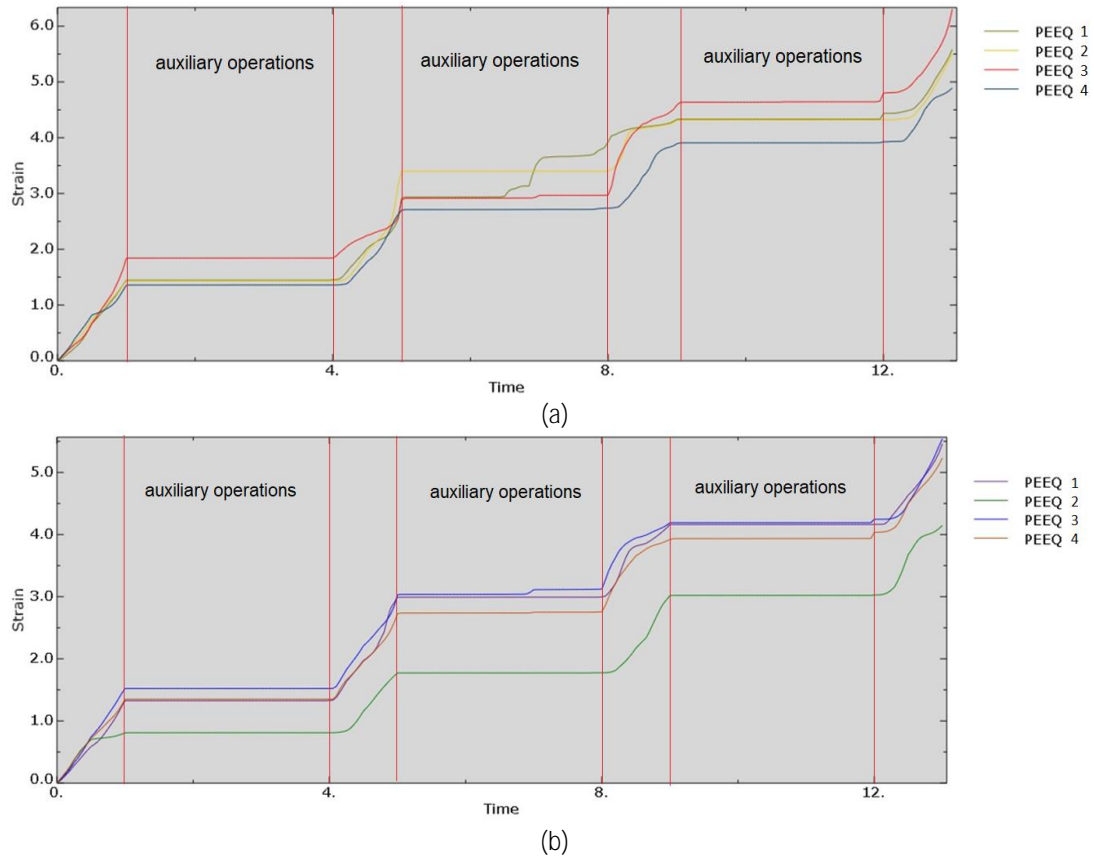 6.0
5.0
4.0
3.0
2.0
1.0
0.0
Strain
auxiliary operations
auxiliary operations
auxiliary operations
PEEQ 1
PEEQ 2
PEEQ 3
PEEQ 4
0.
4.
8.
12.
Time
(a)
5.0
4.0
3.0
2.0
1.0
0.0
Strain
auxiliary operations
auxiliary operations
auxiliary operations
PEEQ 1
PEEQ 2
PEEQ 3
PEEQ 4
0.
4.
8.
12.
Time
(b)